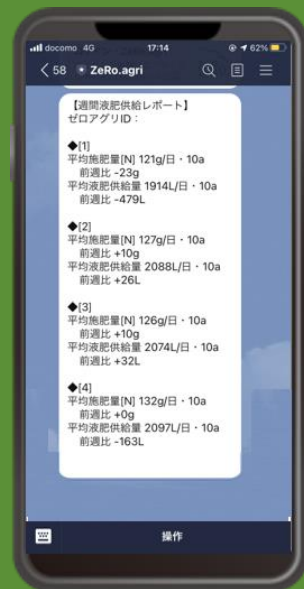 docomo 4G 17:14 62%
58 ZeRo.agri
【週間液肥供給レポート】
ゼロアグリID：
◆[1]
平均施肥量[N] 121g/日・10a
前週比 -23g
平均液肥供給量 1914L/日・10a
前週比 -479L
◆[2]
平均施肥量[N] 127g/日・10a
前週比 +10g
平均液肥供給量 2088L/日・10a
前週比 +26L
◆[3]
平均施肥量[N] 126g/日・10a
前週比 +10g
平均液肥供給量 2074L/日・10a
前週比 +32L
◆[4]
平均施肥量[N] 132g/日・10a
前週比 +0g
平均液肥供給量 2097L/日・10a
前週比 -163L
操作